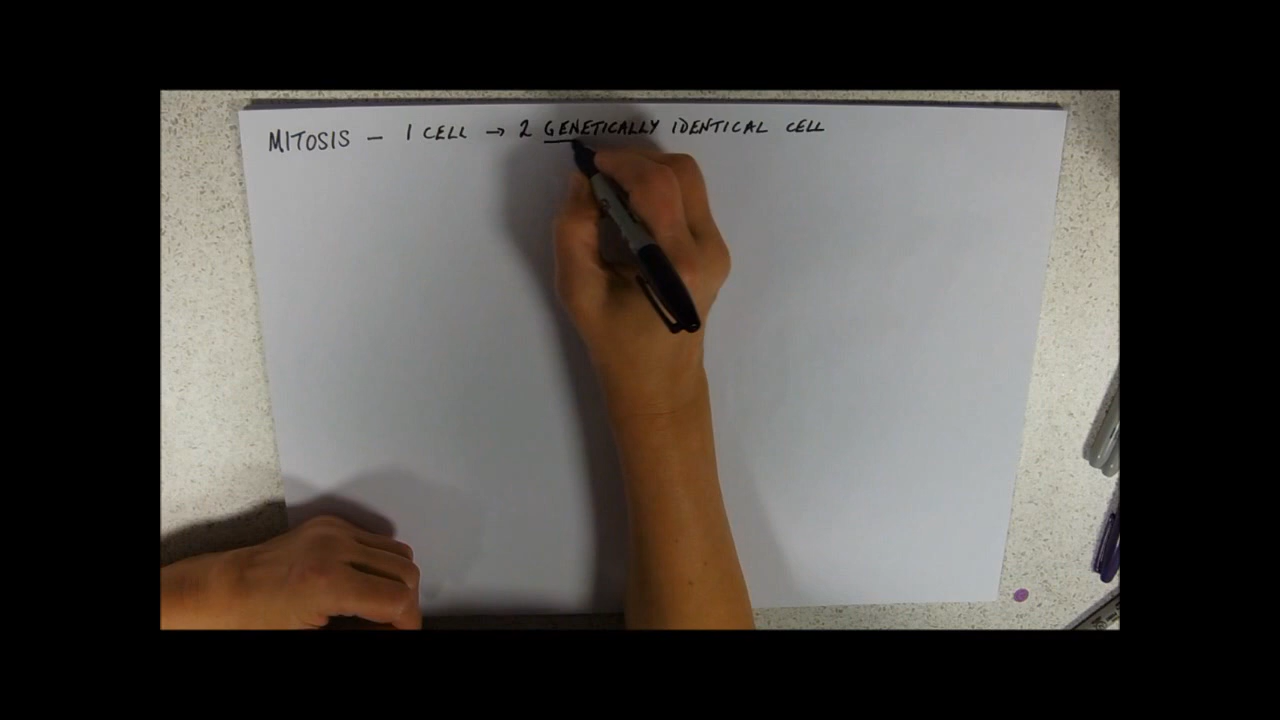 MITOSIS – 1 CELL → 2 GENETICALLY IDENTICAL CELL